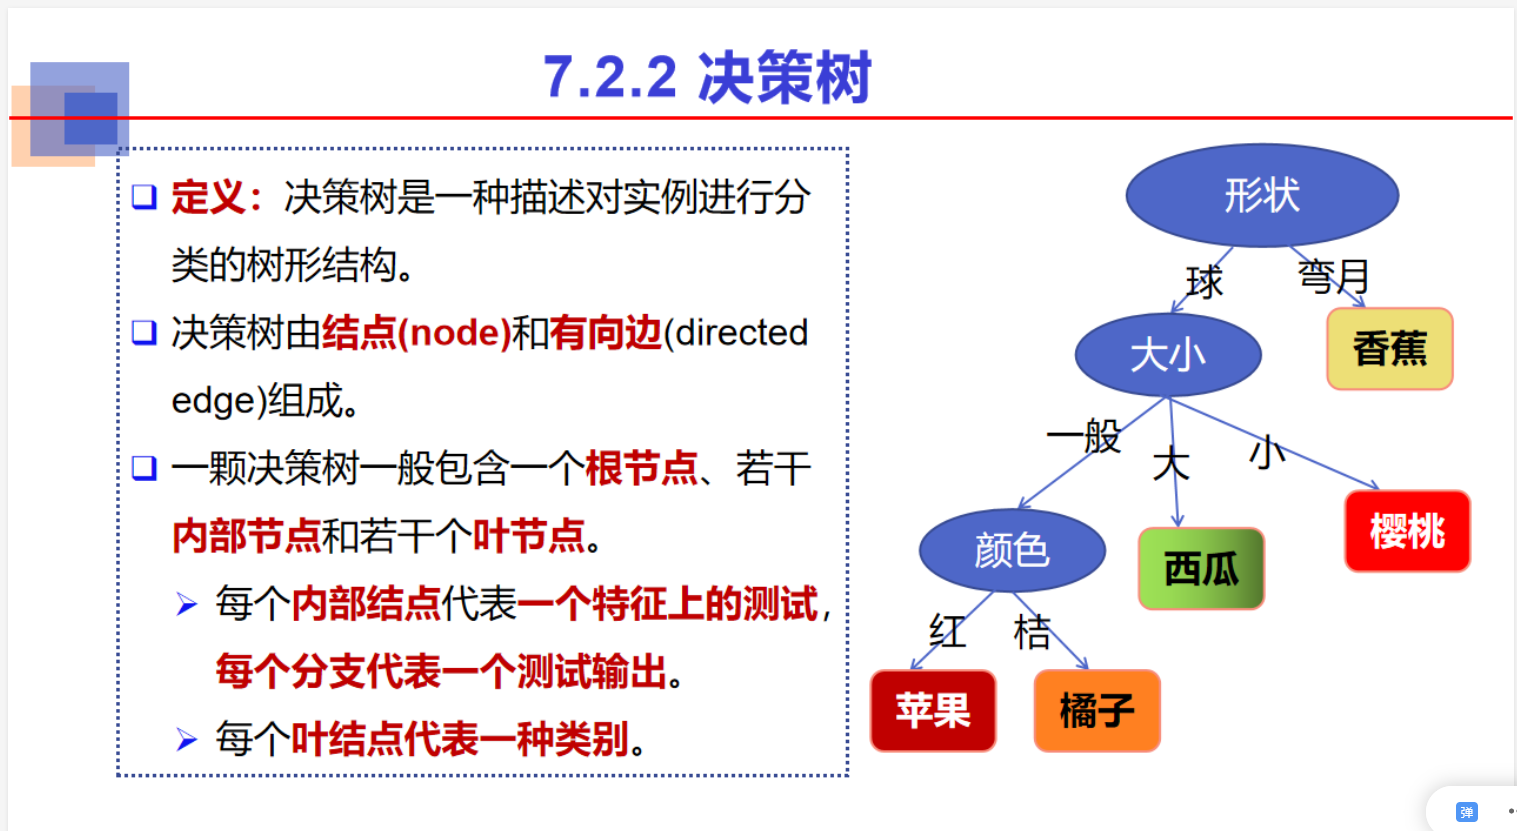 7.2.2 决策树
定义：决策树是一种描述对实例进行分
类的树形结构。
决策树由结点(node)和有向边(directed
edge)组成。
一颗决策树一般包含一个根节点、若干
内部节点和若干个叶节点。
每个内部结点代表一个特征上的测试，
每个分支代表一个测试输出。
每个叶结点代表一种类别。
形状
球
弯月
大小
香蕉
一般
大
小
颜色
西瓜
樱桃
红
桔
苹果
橘子
弹